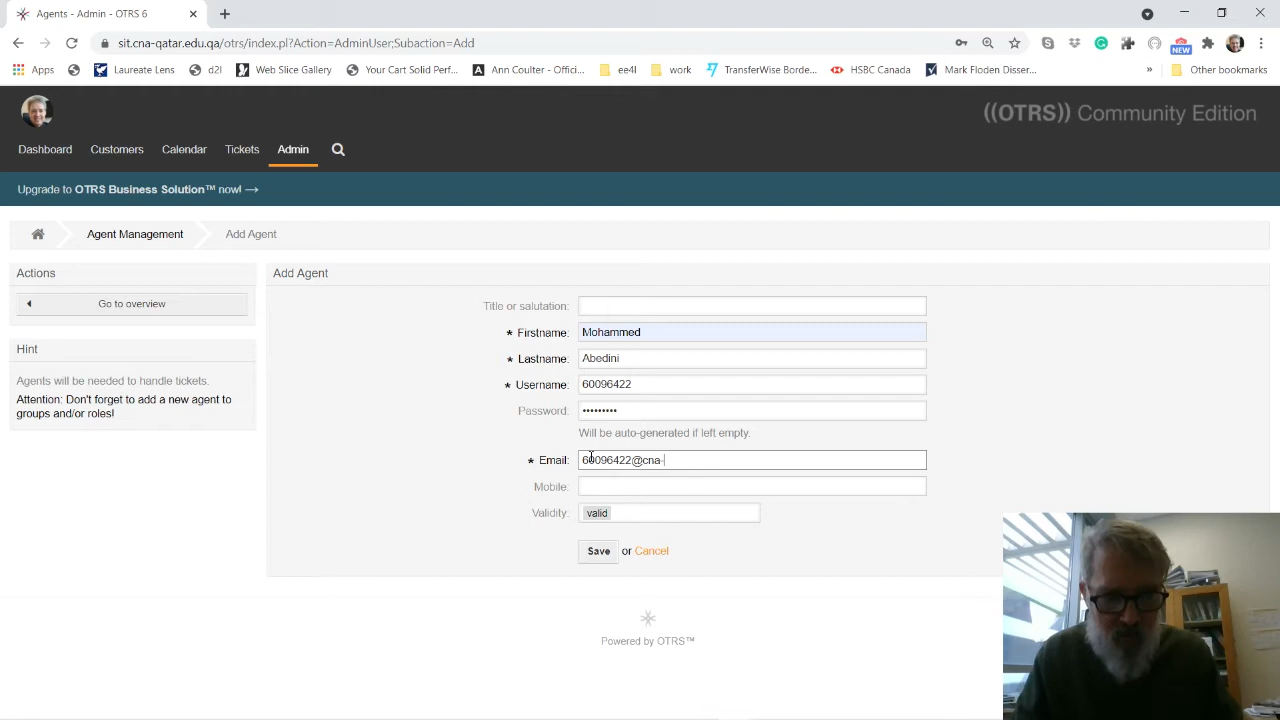 Agents - Admin - OTRS 6
sit.cna-qatar.edu.qa/otrs/index.pl?Action=AdminUser;Subaction=Add
NEW
Apps d2l Laureate Lens Web Slice Gallery Your Cart Solid Perf... Ann Coulter - Offici... ee4l work TransferWise Borde... HSBC Canada Mark Floden Disser... » Other bookmarks
((OTRS)) Community Edition
Dashboard Customers Calendar Tickets Admin
Upgrade to OTRS Business Solution™ now! →
Agent Management Add Agent
Actions
Go to overview
Hint
Agents will be needed to handle tickets.
Attention: Don't forget to add a new agent to
groups and/or roles!
Add Agent
Title or salutation:
* Firstname: Mohammed
* Lastname: Abedini
* Username: 60096422
Password: •••••••••
Will be auto-generated if left empty.
* Email: 60096422@cna-
Mobile:
Validity: valid
Save or Cancel
Powered by OTRS™